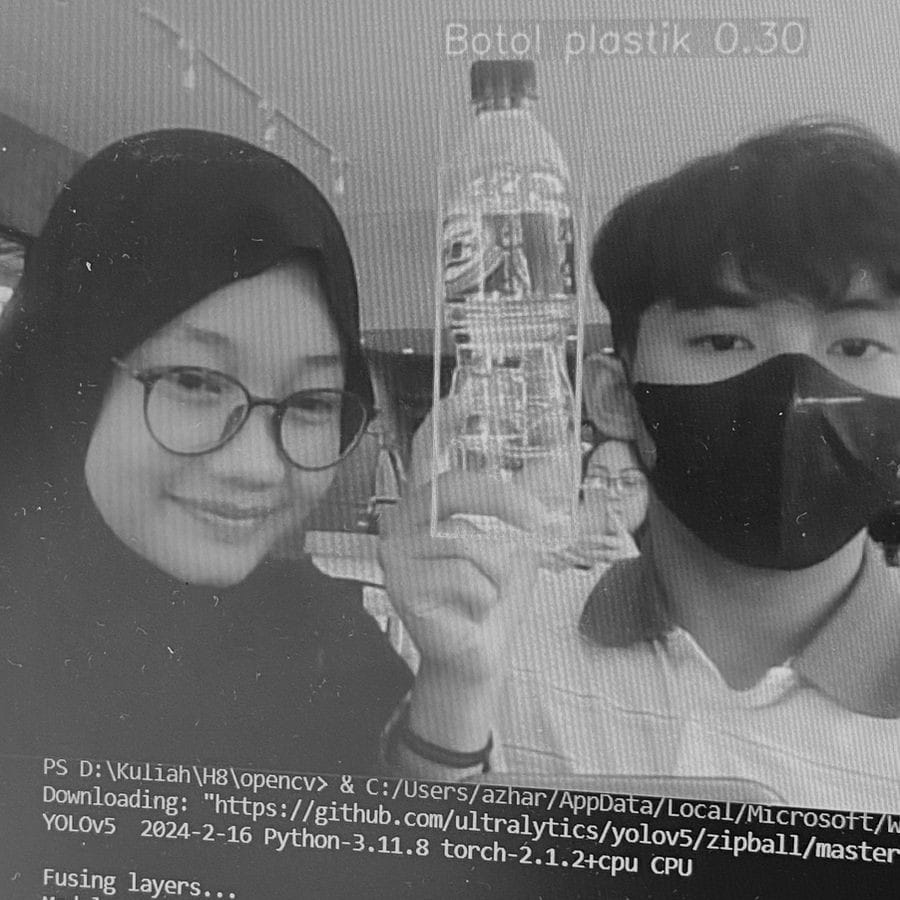 Botol plastik 0.30
PS D:\Kuliah\H8\opencv> & C:/Users/azhar/AppData/Local/Microsoft/W
Downloading: "https://github.com/ultralytics/yolov5/zipball/master
YOLOv5 2024-2-16 Python-3.11.8 torch-2.1.2+cpu CPU
Fusing layers...